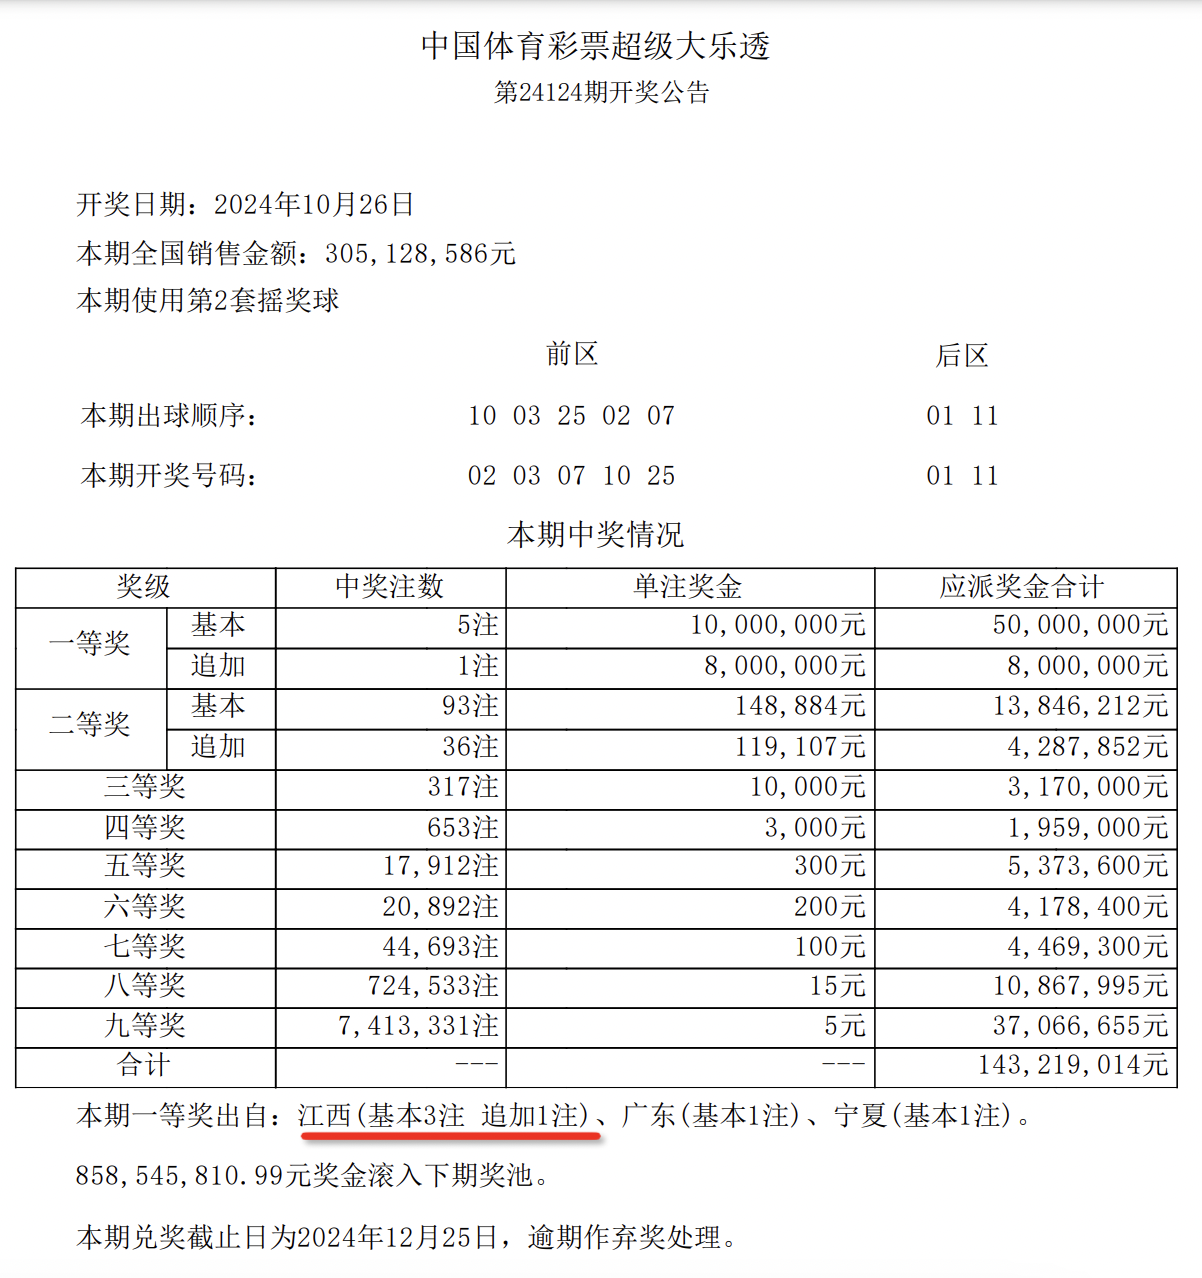 中国体育彩票超级大乐透
第24124期开奖公告
开奖日期：2024年10月26日
本期全国销售金额：305,128,586元
本期使用第2套摇奖球
前区 后区
本期出球顺序： 10 03 25 02 07 01 11
本期开奖号码： 02 03 07 10 25 01 11
本期中奖情况
奖级 中奖注数 单注奖金 应派奖金合计
一等奖 基本 5注 10,000,000元 50,000,000元
追加 1注 8,000,000元 8,000,000元
二等奖 基本 93注 148,884元 13,846,212元
追加 36注 119,107元 4,287,852元
三等奖 317注 10,000元 3,170,000元
四等奖 653注 3,000元 1,959,000元
五等奖 17,912注 300元 5,373,600元
六等奖 20,892注 200元 4,178,400元
七等奖 44,693注 100元 4,469,300元
八等奖 724,533注 15元 10,867,995元
九等奖 7,413,331注 5元 37,066,655元
合计 --- --- 143,219,014元
本期一等奖出自：江西(基本3注 追加1注)、广东(基本1注)、宁夏(基本1注)。
858,545,810.99元奖金滚入下期奖池。
本期兑奖截止日为2024年12月25日，逾期作弃奖处理。